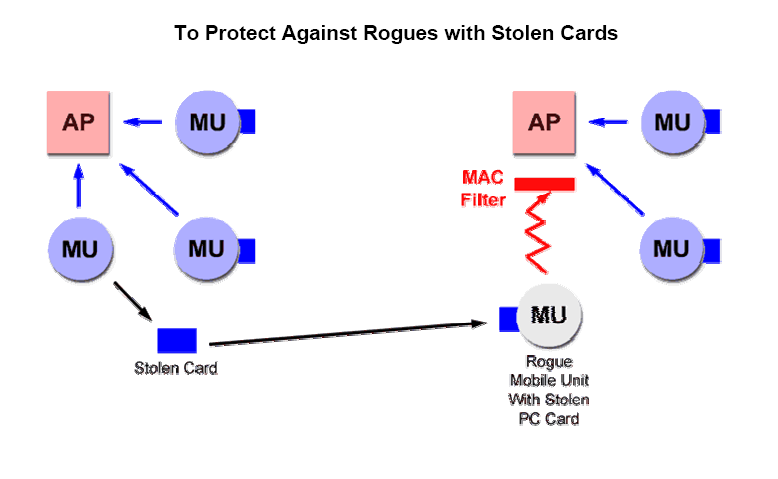 To Protect Against Rogues with Stolen Cards
AP
MU
AP
MU
MAC
Filter
MU
MU
MU
MU
Stolen Card
Rogue
Mobile Unit
With Stolen
PC Card